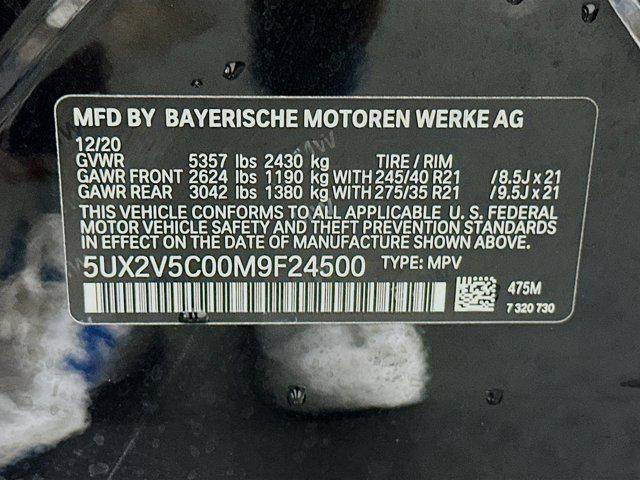 MFD BY BAYERISCHE MOTOREN WERKE AG
12/20
GVWR 5357 lbs 2430 kg TIRE / RIM
GAWR FRONT 2624 lbs 1190 kg WITH 245/40 R21 /8.5J x 21
GAWR REAR 3042 lbs 1380 kg WITH 275/35 R21 /9.5J x 21
THIS VEHICLE CONFORMS TO ALL APPLICABLE U. S. FEDERAL
MOTOR VEHICLE SAFETY AND THEFT PREVENTION STANDARDS
IN EFFECT ON THE DATE OF MANUFACTURE SHOWN ABOVE.
5UX2V5C00M9F24500 TYPE: MPV
475M
7 320 730